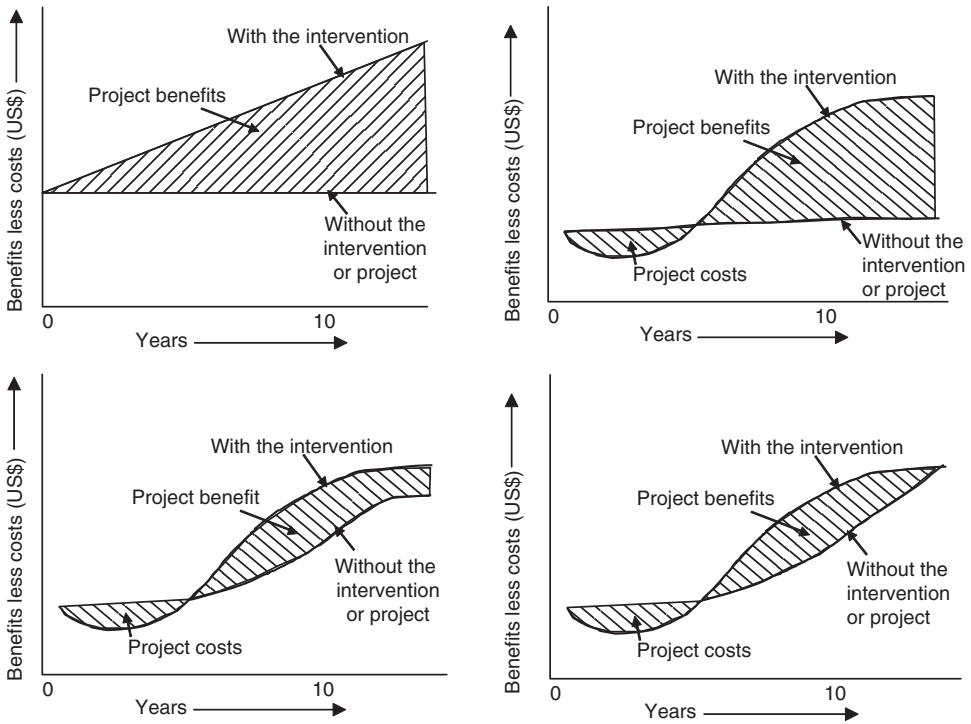 Benefits less costs (US$)
With the intervention
Project benefits
Without the
intervention
or project
0
10
Years
Benefits less costs (US$)
With the intervention
Project benefits
Without the
intervention
or project
Project costs
0
10
Years
Benefits less costs (US$)
With the intervention
Project benefit
Without the
intervention
or project
Project costs
0
10
Years
Benefits less costs (US$)
With the intervention
Project benefits
Without the
intervention
or project
Project costs
0
10
Years